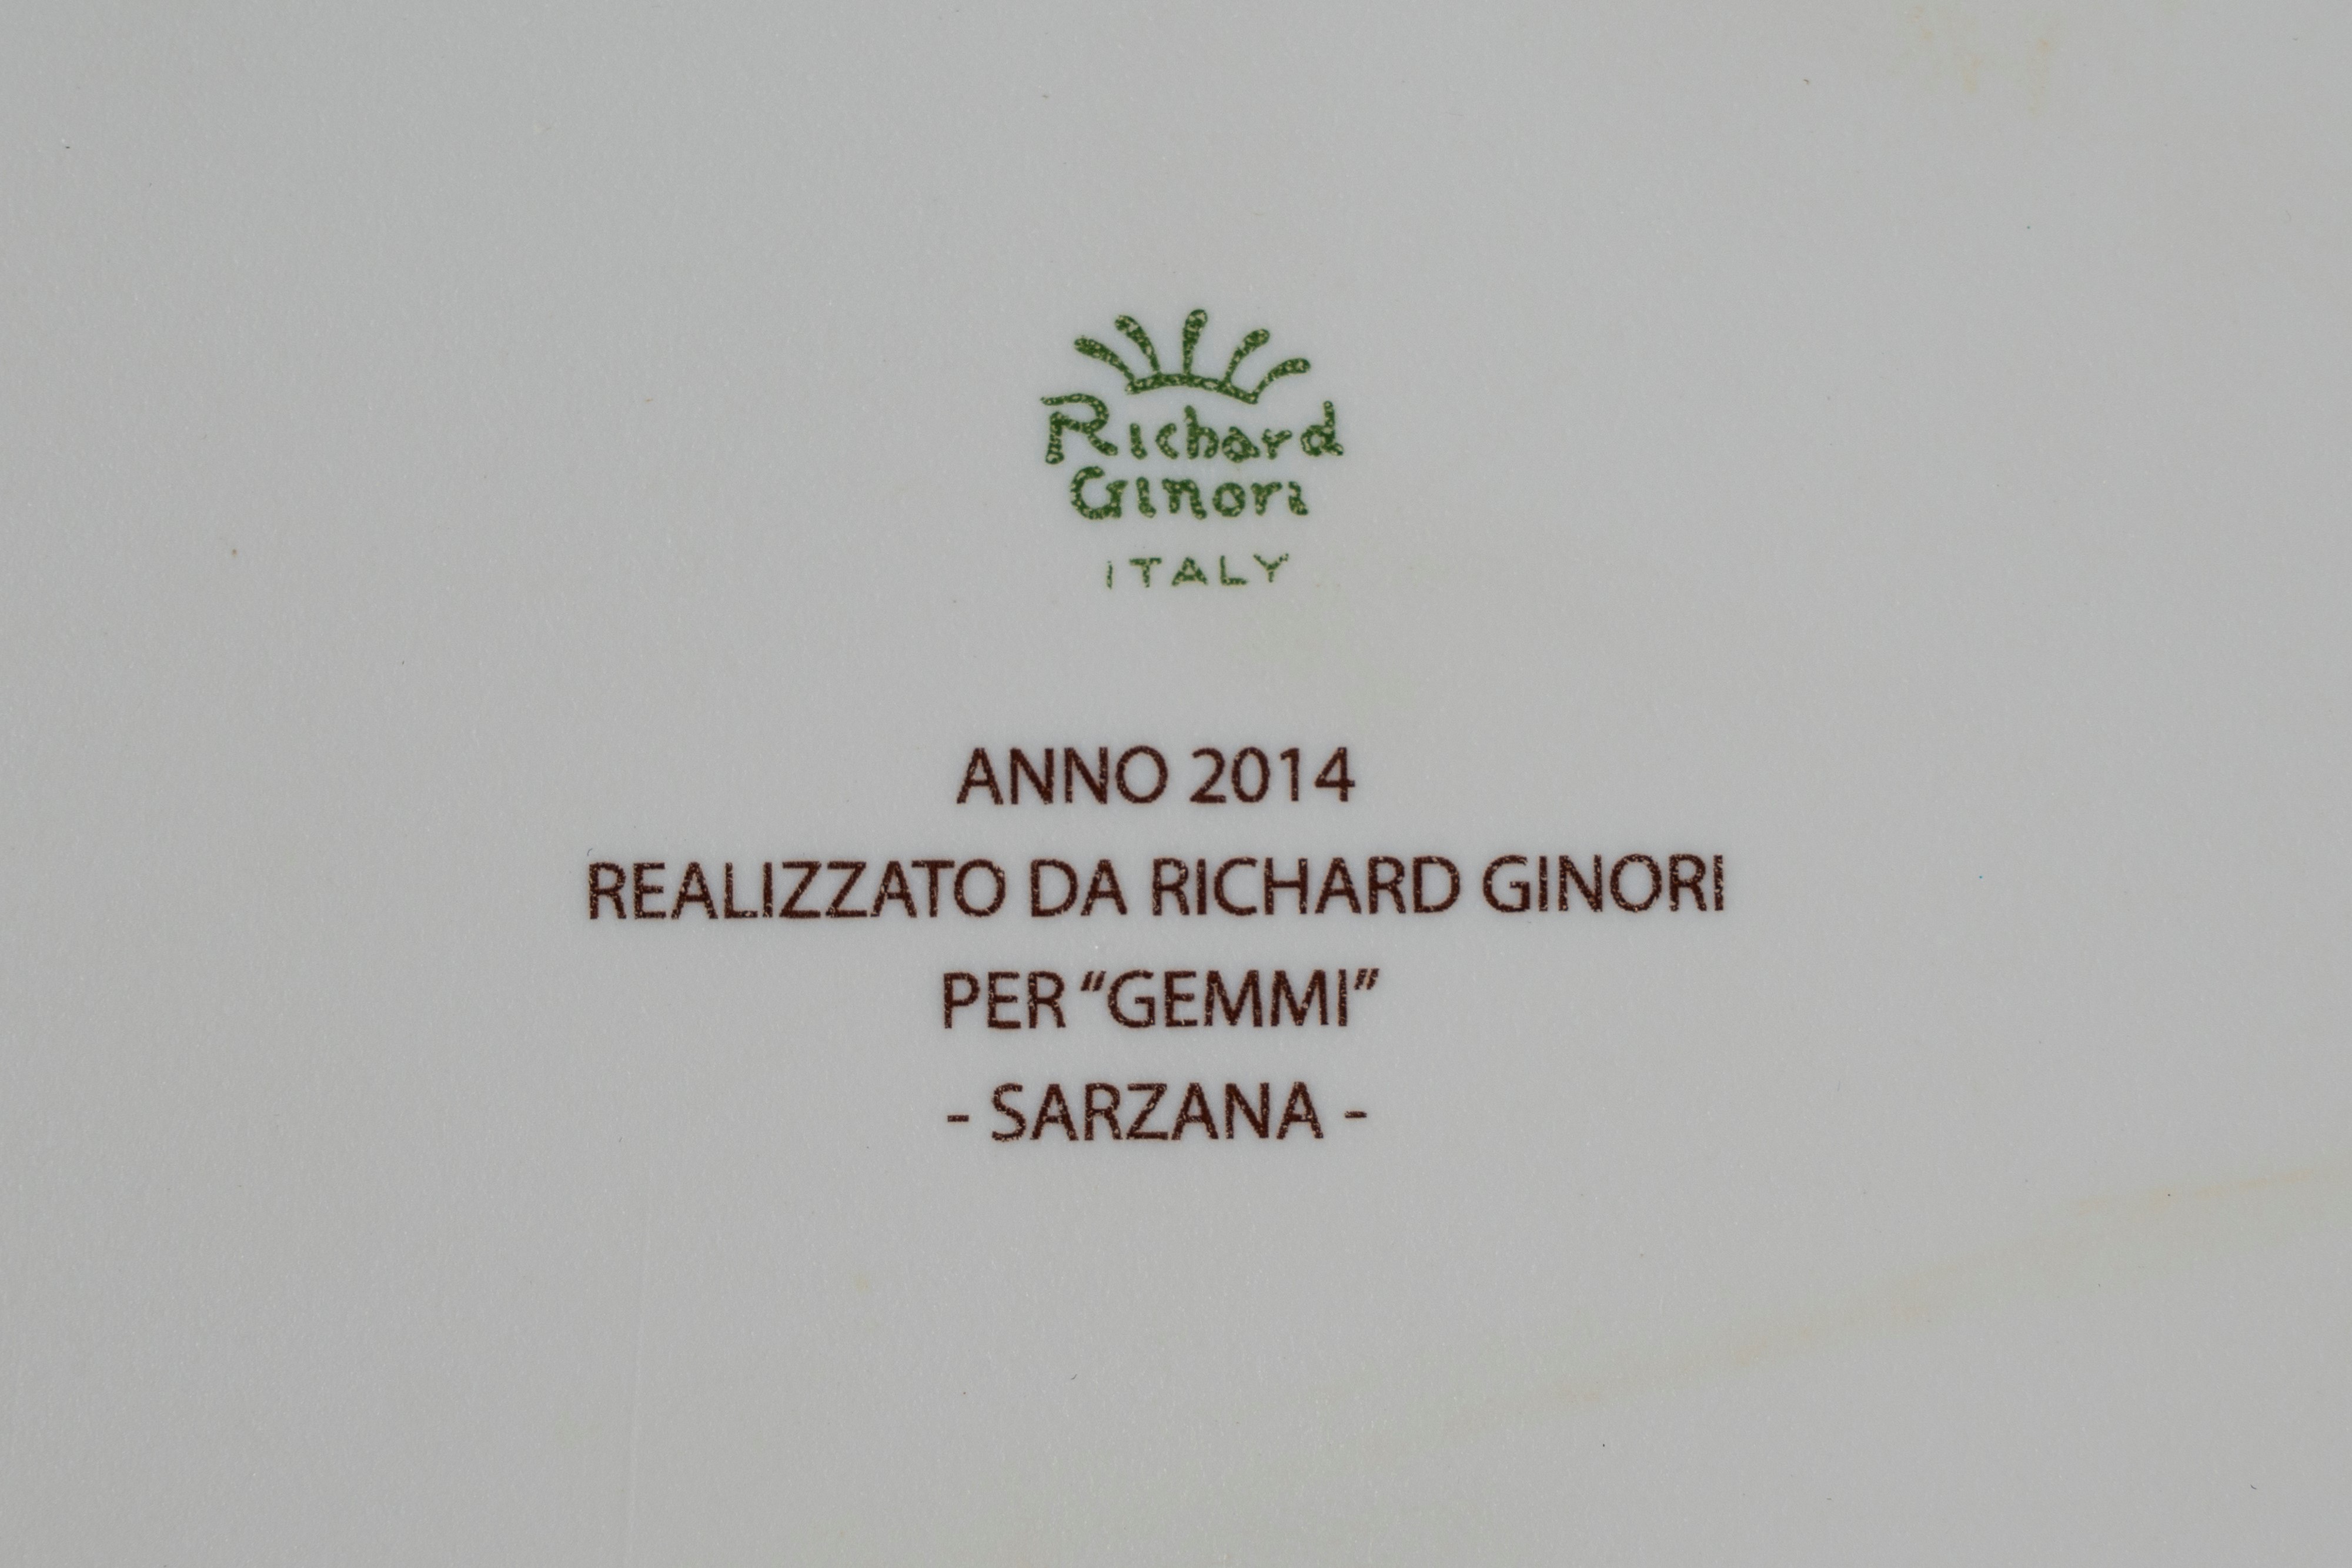 Richard
Ginori
ITALY
ANNO 2014
REALIZZATO DA RICHARD GINORI
PER “GEMMI”
- SARZANA -